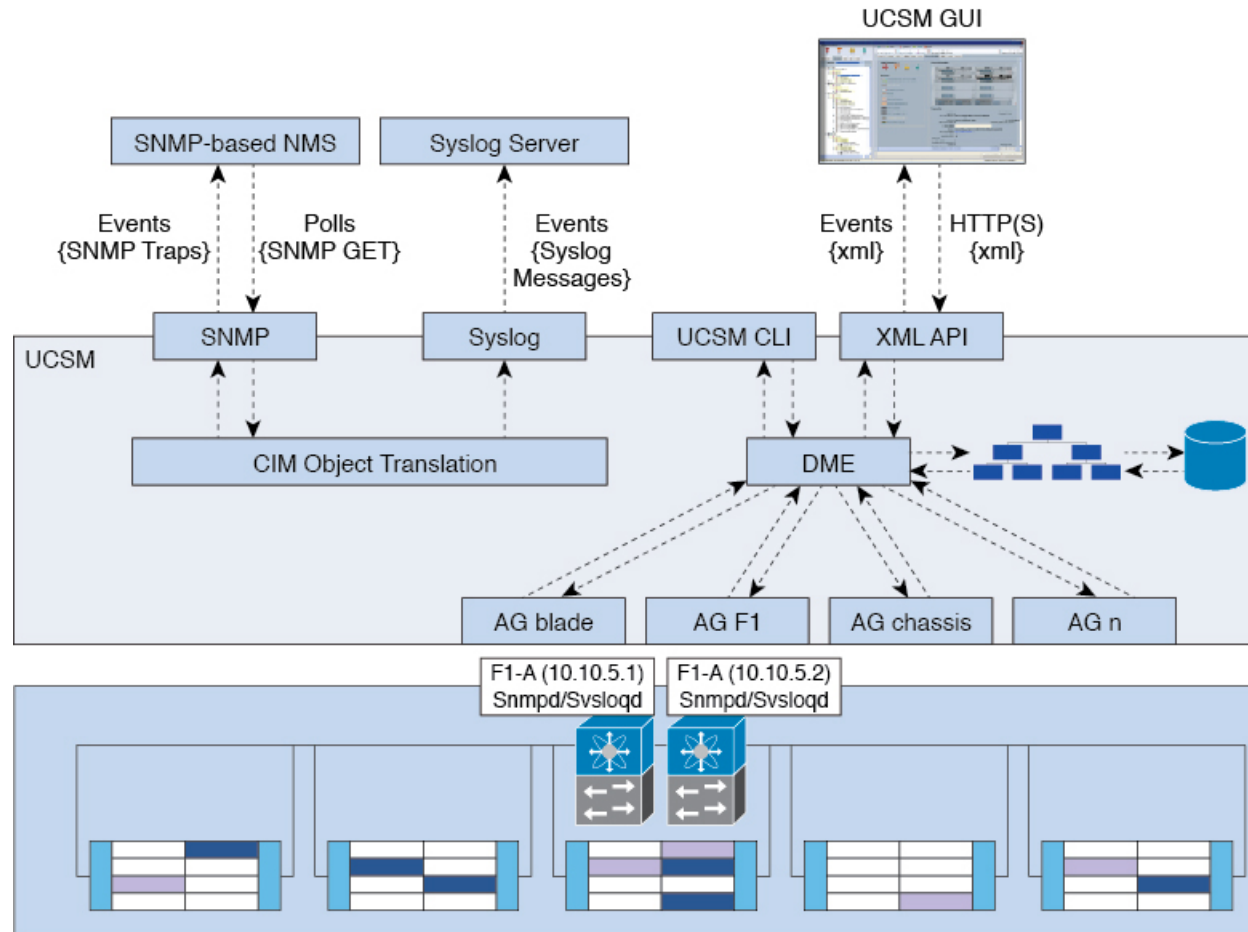 UCSM GUI
SNMP-based NMS
Syslog Server
Events
{SNMP Traps}
Polls
{SNMP GET}
Events
{Syslog
Messages}
Events
{xml}
HTTP(S)
{xml}
UCSM
SNMP
Syslog
UCSM CLI
XML API
CIM Object Translation
DME
AG blade
AG F1
AG chassis
AG n
F1-A (10.10.5.1)
Snmpd/Svsloqd
F1-A (10.10.5.2)
Snmpd/Svsloqd